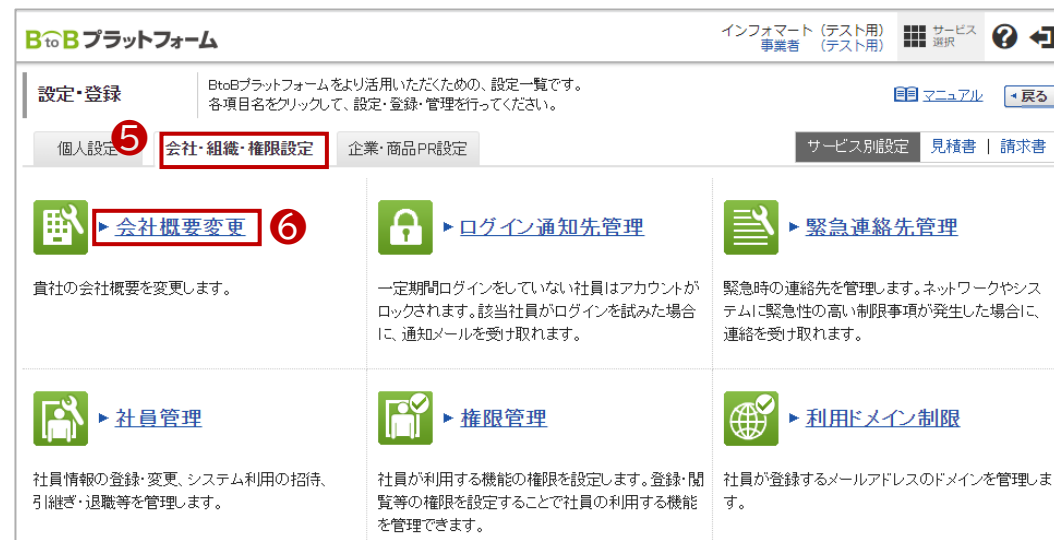 BtoBプラットフォーム
インフォマート (テスト用)
事業者 (テスト用)
サービス
選択
設定・登録
BtoBプラットフォームをより活用いただくための、設定一覧です。
各項目名をクリックして、設定・登録・管理を行ってください。
マニュアル
戻る
個人設定
5
会社・組織・権限設定
企業・商品PR設定
サービス別設定
見積書 | 請求書
会社概要変更
6
貴社の会社概要を変更します。
ログイン通知先管理
一定期間ログインをしていない社員はアカウントが
ロックされます。該当社員がログインを試みた場合
に、通知メールを受け取れます。
緊急連絡先管理
緊急時の連絡先を管理します。ネットワークやシス
テムに緊急性の高い制限事項が発生した場合に、
連絡を受け取れます。
社員管理
社員情報の登録・変更、システム利用の招待、
引継ぎ・退職等を管理します。
権限管理
社員が利用する機能の権限を設定します。登録・閲
覧等の権限を設定することで社員の利用する機能
を管理できます。
利用ドメイン制限
社員が登録するメールアドレスのドメインを管理しま
す。